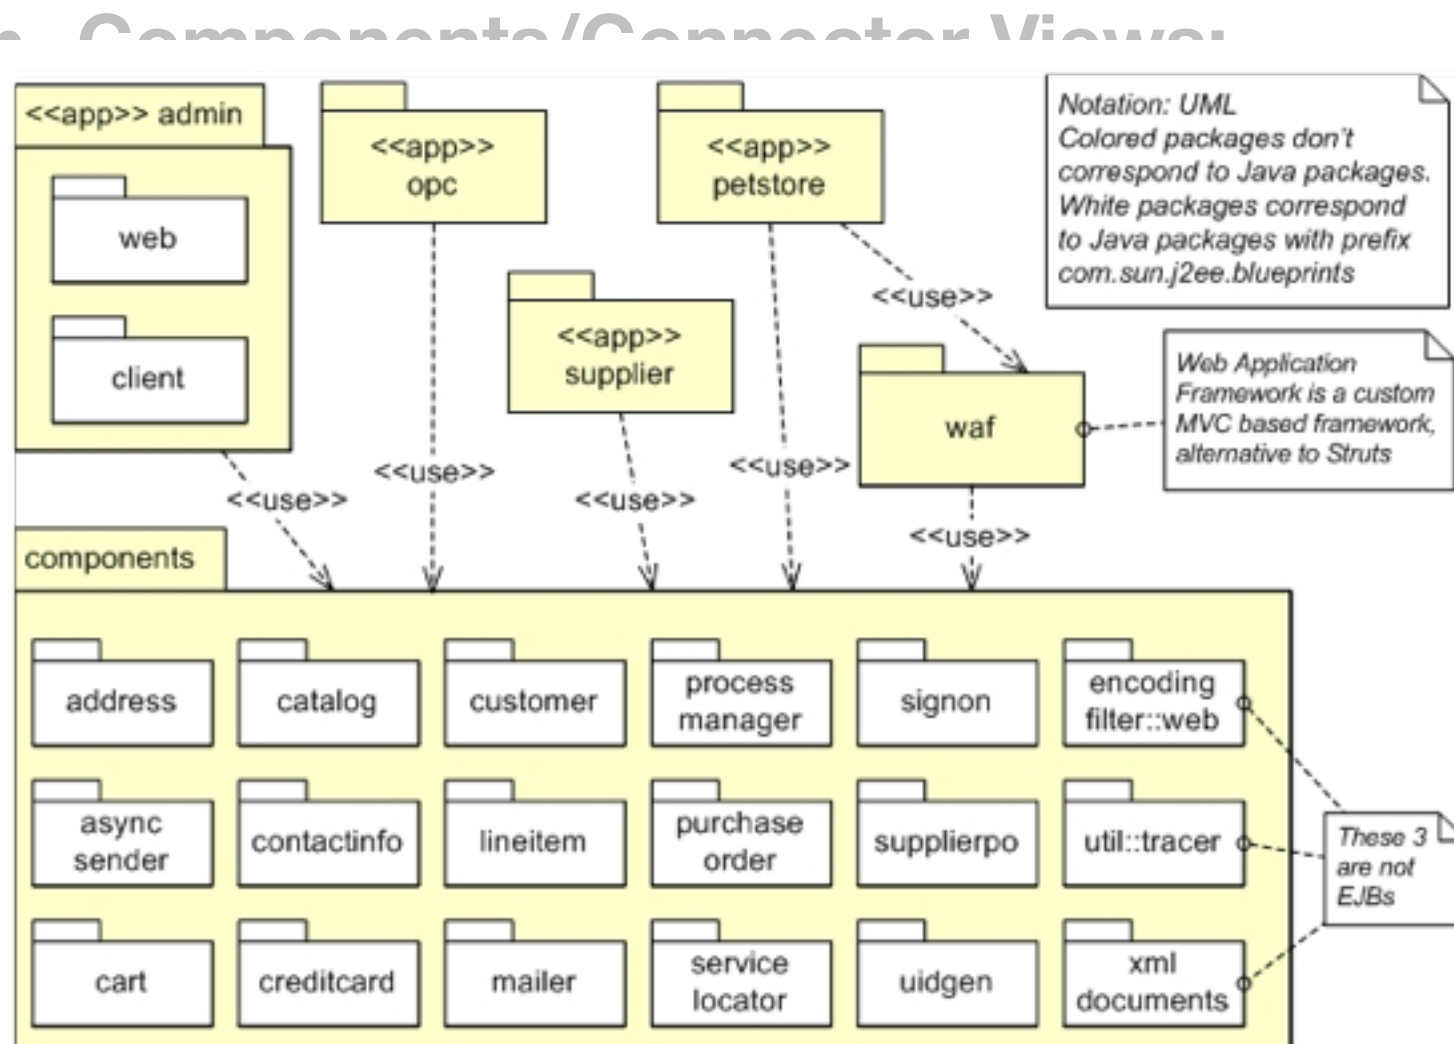 Components/Connector Views:
<<app>> admin
web
client
<<app>>
opc
<<app>>
petstore
<<app>>
supplier
waf
Notation: UML
Colored packages don't
correspond to Java packages.
White packages correspond
to Java packages with prefix
com.sun.j2ee.blueprints
Web Application
Framework is a custom
MVC based framework,
alternative to Struts
<<use>>
<<use>>
<<use>>
<<use>>
<<use>>
<<use>>
components
address
catalog
customer
process
manager
signon
encoding
filter::web
async
sender
contactinfo
lineitem
purchase
order
supplierpo
util::tracer
These 3
are not
EJBs
cart
creditcard
mailer
service
locator
uidgen
xml
documents